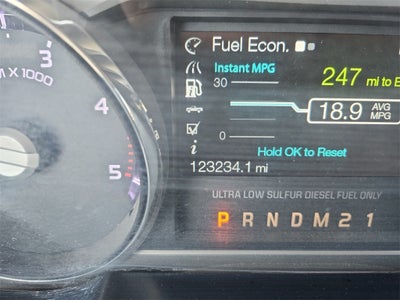 Fuel Econ.
Instant MPG
30
247 mi to E
18.9 AVG MPG
0
Hold OK to Reset
123234.1 mi
ULTRA LOW SULFUR DIESEL FUEL ONLY
P R N D M 2 1
3
M X 1000
4
5